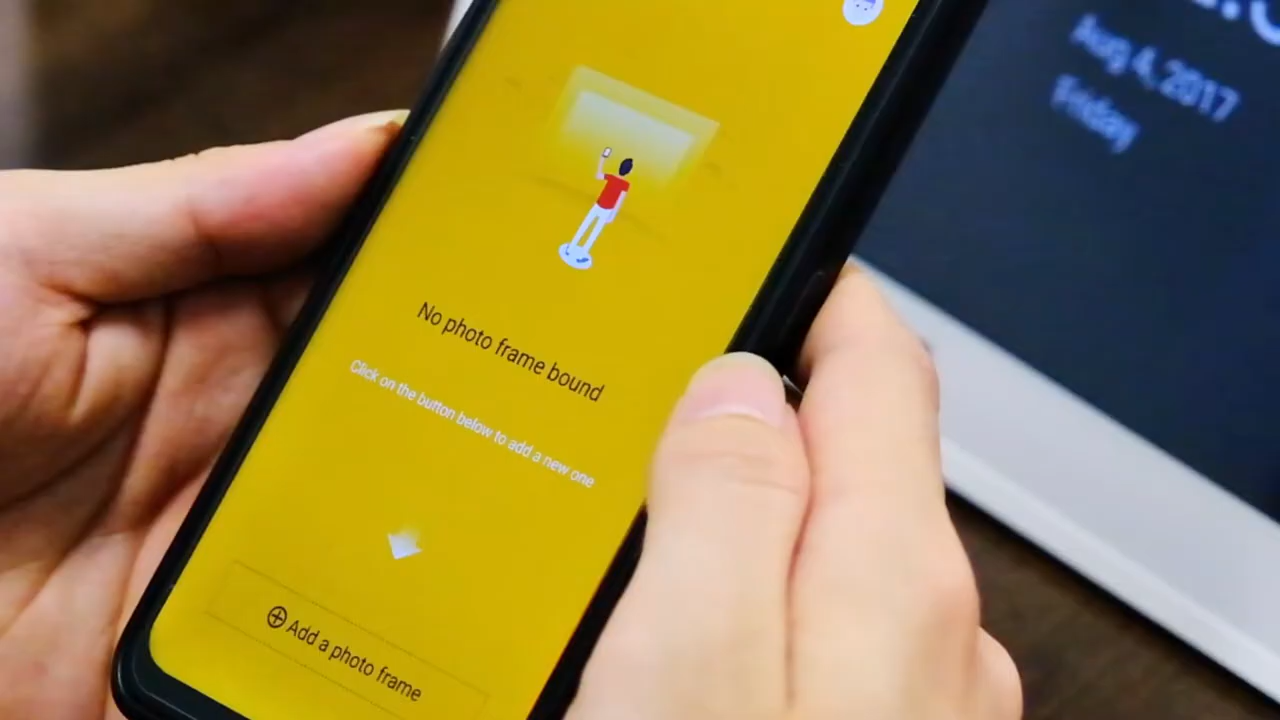 No photo frame bound
Click on the button below to add a new one
Add a photo frame
Aug 4, 2017
Friday